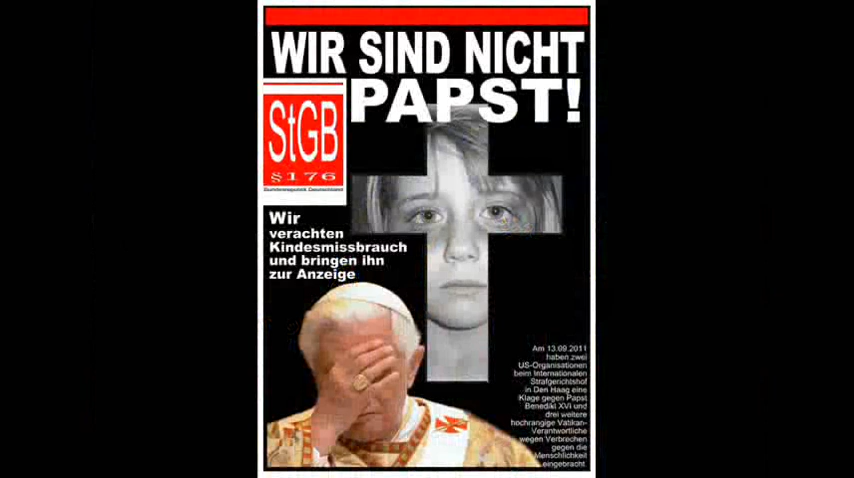 WIR SIND NICHT
PAPST!
StGB
§176
Bundesrepublik Deutschland
Wir
verachten
Kindesmissbrauch
und bringen ihn
zur Anzeige
Am 13.09.2011
haben zwei
US-Organisationen
beim Internationalen
Strafgerichtshof
in Den Haag eine
Klage gegen Papst
Benedikt XVI und
drei weitere
hochrangige Vatikan-
Verantwortliche
wegen Verbrechen
gegen die
Menschlichkeit
eingebracht.